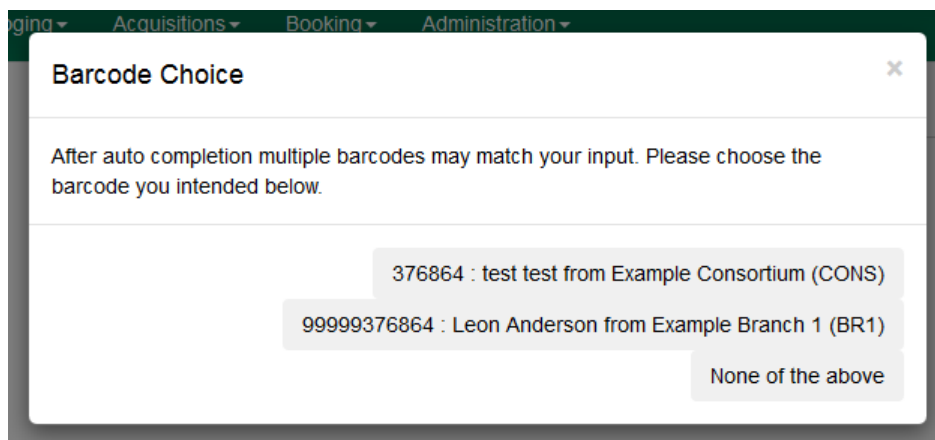 Acquisitions Booking Administration
Barcode Choice ×
After auto completion multiple barcodes may match your input. Please choose the
barcode you intended below.
376864 : test test from Example Consortium (CONS)
99999376864 : Leon Anderson from Example Branch 1 (BR1)
None of the above